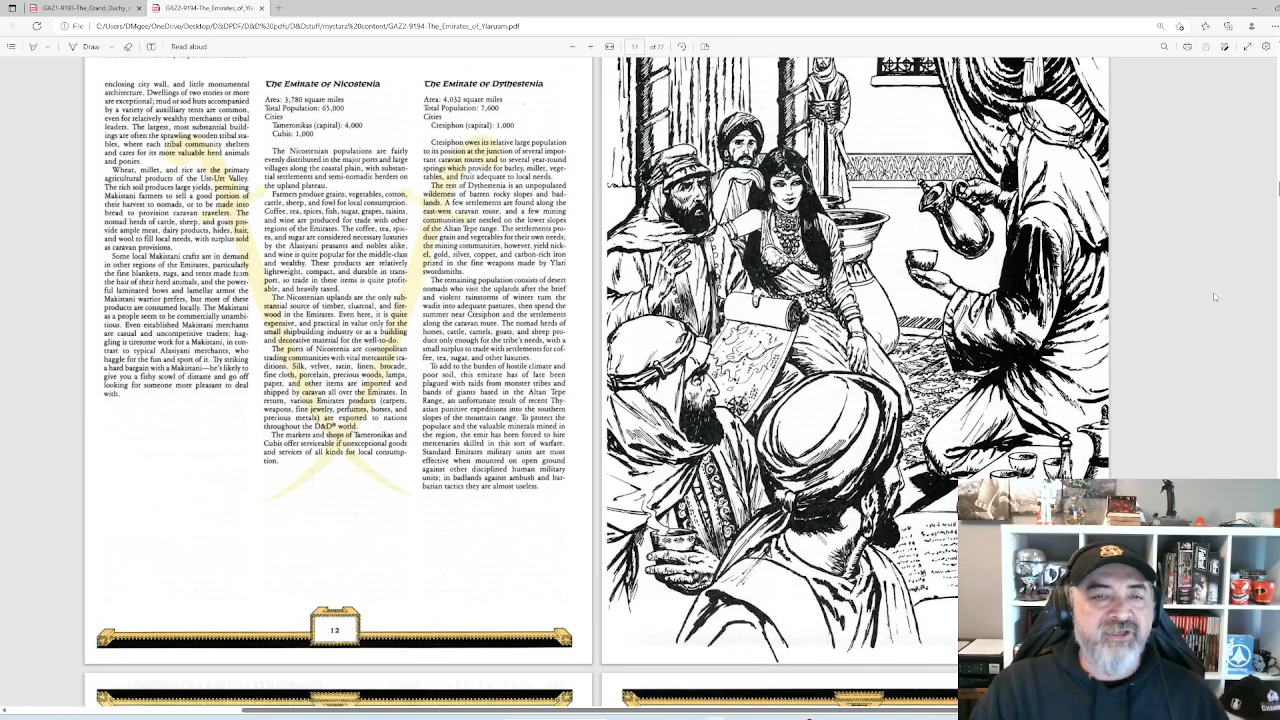 GA21-9193-The_Grand_Duchy_o
GA22-9194-The_Emirates_of_Yla
File
C:/Users/DMgee/OneDrive/Desktop/D&DPDF/D&D%20pdfs/D&Dstuff/mystara%20content/GA22-9194-The_Emirates_of_Ylaruam.pdf
Draw
Read aloud
17 of 77
enclosing city wall, and little monumental
architecture. Dwellings of two stories or more
are exceptional; mud or sod huts accompanied
by a variety of auxilliary tents are common,
even for relatively wealthy merchants or tribal
leaders. The largest, most substantial build-
ings are often the sprawling wooden tribal sta-
bles, where each tribal community shelters
and cares for its more valuable herd animals
and ponies.
Wheat, millet, and rice are the primary
agricultural products of the Ust-Urt Valley.
The rich soil produces large yields, permitting
Makistani farmers to sell a good portion of
their harvest to nomads, or to be made into
bread to provision caravan travelers. The
nomad herds of cattle, sheep, and goats pro-
vide ample meat, dairy products, hides, hair,
and wool to fill local needs, with surplus sold
as caravan provisions.
Some local Makistani crafts are in demand
in other regions of the Emirates, particularly
the fine blankets, rugs, and tents made from
the hair of their herd animals, and the power-
ful laminated bows and lamellar armor the
Makistani warrior prefers, but most of these
products are consumed locally. The Makistani
as a people seem to be commercially unambi-
tious. Even established Makistani merchants
are casual and uncompetitive traders; hag-
gling is tiresome work for a Makistani, in con-
trast to typical Alasiyani merchants, who
haggle for the fun and sport of it. Try striking
a hard bargain with a Makistani—he's likely to
give you a fishy scowl of distaste and go off
looking for someone more pleasant to deal
with.
The Emirate of Nicostenia
Area: 3,780 square miles
Total Population: 65,000
Cities
Tameronikas (capital): 4,000
Cubis: 1,000
The Nicostenian populations are fairly
evenly distributed in the major ports and large
villages along the coastal plain, with substan-
tial settlements and semi-nomadic herders on
the upland plateau.
Farmers produce grains, vegetables, cotton,
cattle, sheep, and fowl for local consumption.
Coffee, tea, spices, fish, sugar, grapes, raisins,
and wine are produced for trade with other
regions of the Emirates. The coffee, tea, spi-
ces, and sugar are considered necessary luxury
by the Alasiyani peasants and nobles alike,
and wine is quite popular for the middle-class
and wealthy. These products are relatively
lightweight, compact, and durable in trans-
port, so trade in these items is quite profit-
able, and heavily taxed.
The Nicostenian uplands are the only sub-
stantial source of timber, charcoal, and fire-
wood in the Emirates. Even here, it is quite
expensive, and practical in value only for the
small shipbuilding industry or as a building
and decorative material for the well-to-do.
The ports of Nicostenia are cosmopolitan
trading communities with vital mercantile tra-
ditions. Silk, velvet, satin, linen, brocade,
fine cloth, porcelain, precious woods, lamps,
paper, and other items are imported and
shipped by caravan all over the Emirates. In
return, various Emirates products (carpets,
weapons, fine jewelry, perfumes, horses, and
precious metals) are exported to nations
throughout the D&D® world.
The markets and shops of Tameronikas and
Cubis offer serviceable if unexceptional goods
and services of all kinds for local consump-
tion.
The Emirate of Dythestenia
Area: 4,032 square miles
Total Population: 7,600
Cities
Ctesiphon (capital): 1,000
Ctesiphon owes its relative large population
to its position at the junction of several impor-
tant caravan routes and to several year-round
springs which provide for barley, millet, vege-
tables, and fruit adequate to local needs.
The rest of Dythestenia is an unpopulated
wilderness of barren rocky slopes and bad-
lands. A few settlements are found along the
east-west caravan route, and a few mining
communities are nestled on the lower slopes
of the Altan Tepe range. The settlements pro-
duce grain and vegetables for their own needs;
the mining communities, however, yield nick-
el, gold, silver, copper, and carbon-rich iron
prized in the fine weapons made by Ylari
swordsmiths.
The remaining population consists of desert
nomads who visit the uplands after the brief
and violent rainstorms of winter turn the
wadis into adequate pastures, then spend the
summer near Ctesiphon and the settlements
along the caravan route. The nomad herds of
horses, cattle, camels, goats, and sheep pro-
duce only enough for the tribe's needs, with a
small surplus to trade with settlements for cof-
fee, tea, sugar, and other luxuries.
To add to the burden of hostile climate and
poor soil, this emirate has of late been
plagued with raids from monster tribes and
bands of giants based in the Altan Tepe
Range, an unfortunate result of recent Thy-
atian punitive expeditions into the southern
slopes of the mountain range. To protect the
populace and the valuable minerals mined in
the region, the emir has been forced to hire
mercenaries skilled in this sort of warfare.
Standard Emirates military units are most
effective when mounted on open ground
against other disciplined human military
units; in badlands against ambush and bar-
barian tactics they are almost useless.
12